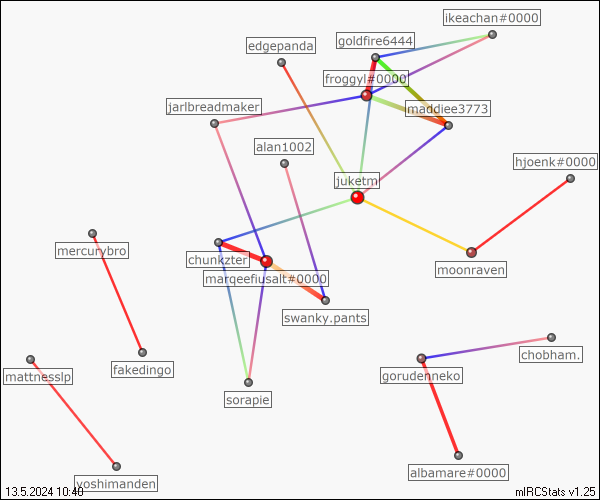 ikeachan#0000
goldfire6444
edgepanda
froggyl#0000
jarlbreadmaker
maddiee3773
alan1002
hjoenk#0000
juketm
mercurybro
chunkzter
moonraven
marqeefiusalt#0000
swanky.pants
chobham.
fakedingo
gorudenneko
mattnesslp
sorapie
albamare#0000
yoshimanden
13.5.2024 10:40
mIRCStats v1.25